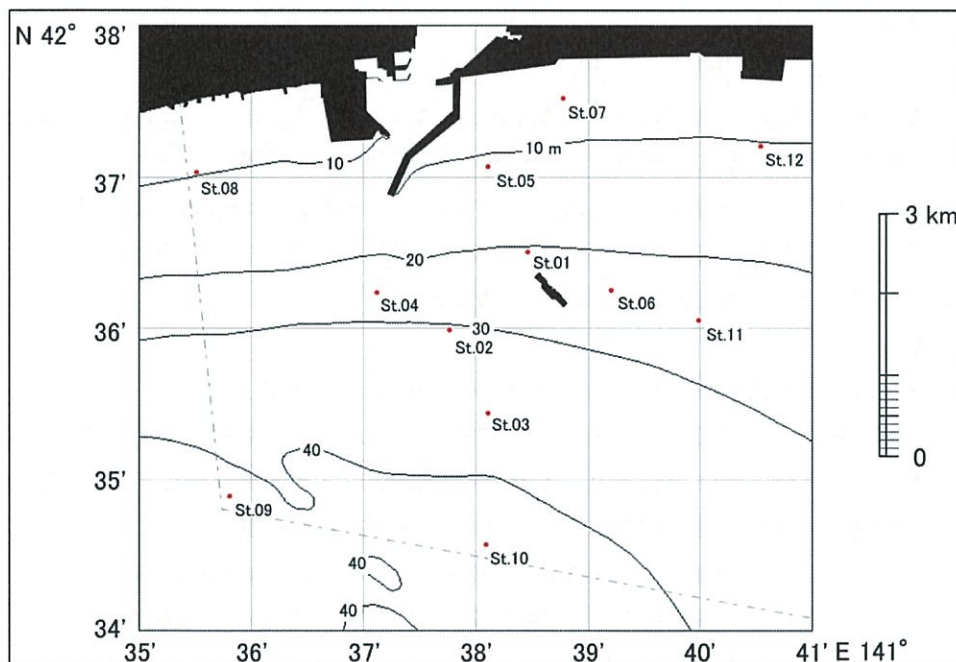 N 42° 38'
3 km
St.07
10
10 m
St.12
37'
St.08
St.05
20
St.01
St.04
St.06
36'
30
St.11
St.02
St.03
40
35'
0
St.09
St.10
40
40
34'
35' 36' 37' 38' 39' 40' 41' E 141°